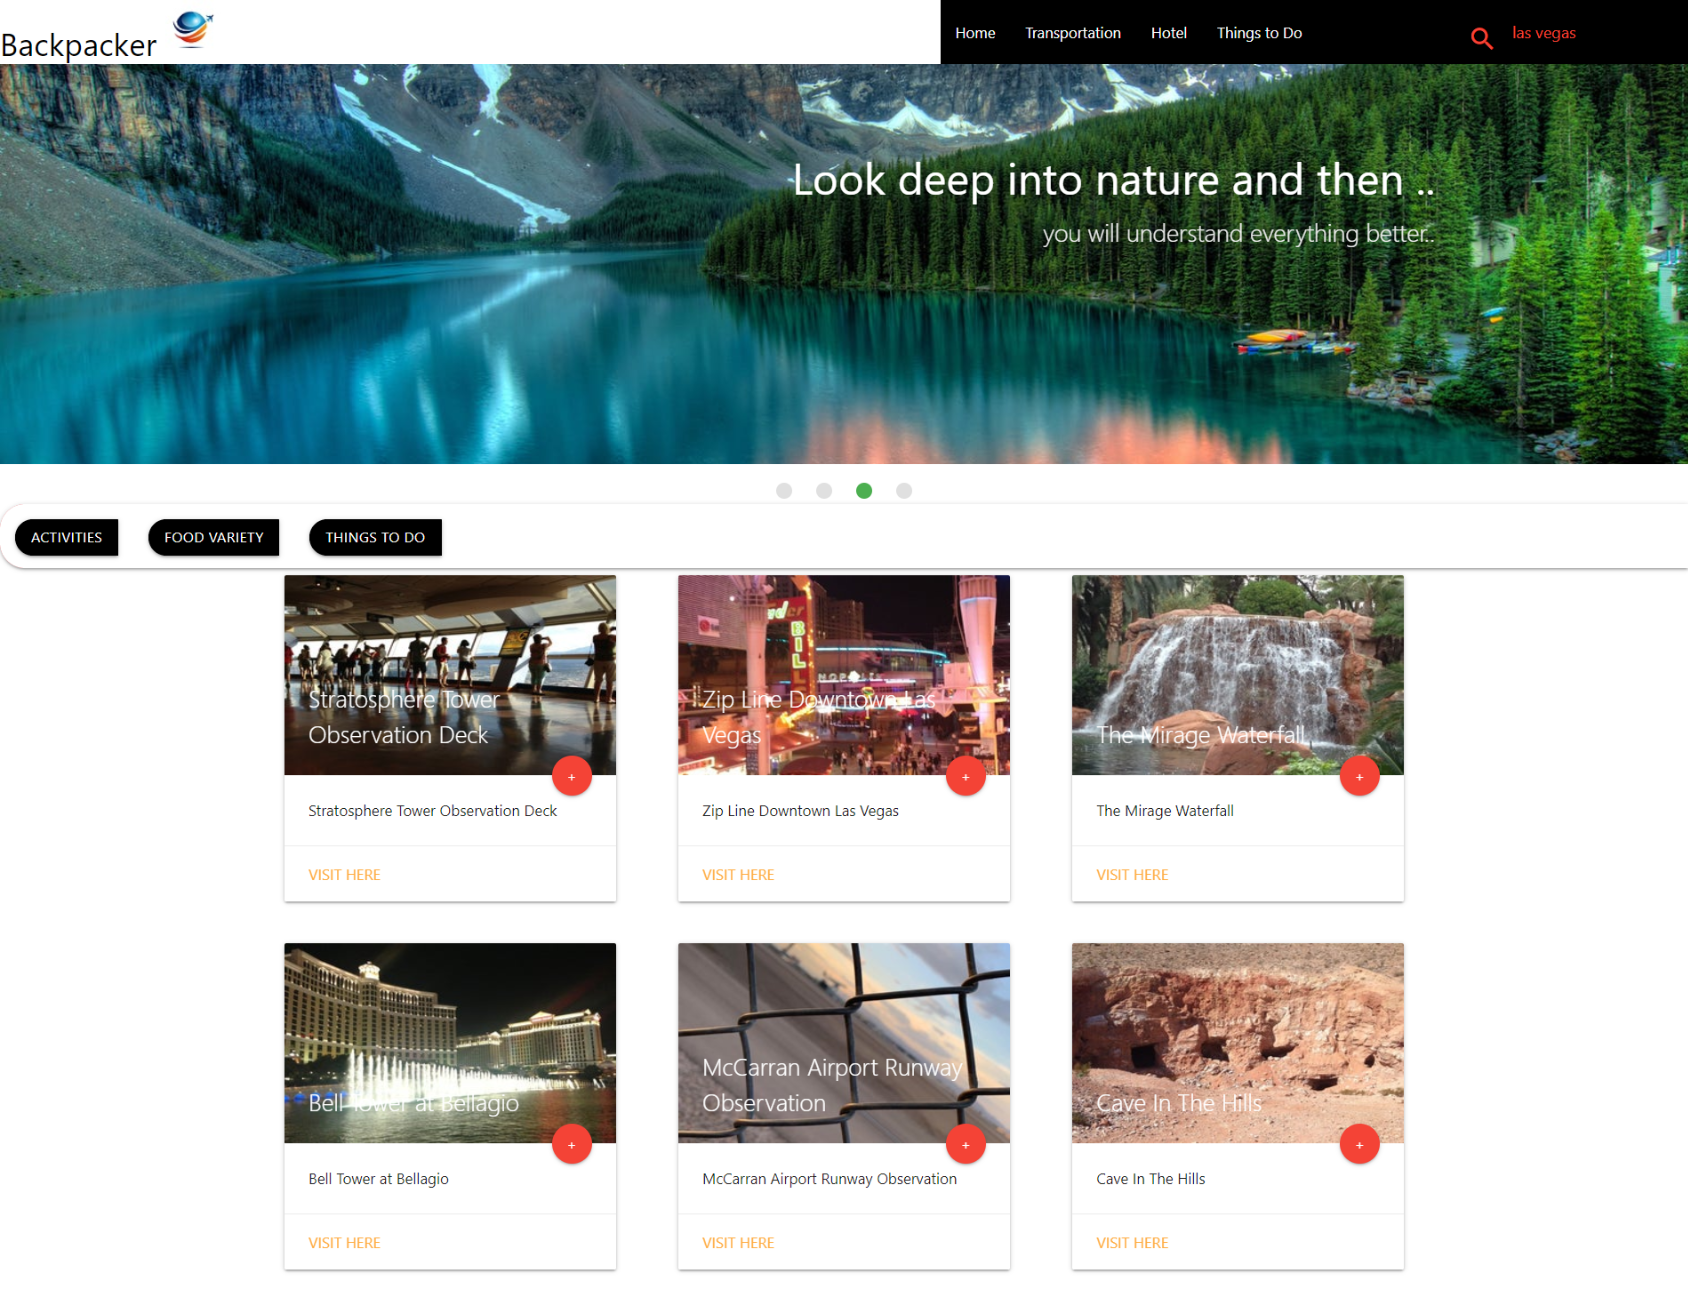 Backpacker
Home Transportation Hotel Things to Do las vegas
Look deep into nature and then ..
you will understand everything better..
ACTIVITIES FOOD VARIETY THINGS TO DO
BIL
Stratosphere Tower
Observation Deck
+
Stratosphere Tower Observation Deck
VISIT HERE
Zip Line Downtown Las
Vegas
+
Zip Line Downtown Las Vegas
VISIT HERE
The Mirage Waterfall
+
The Mirage Waterfall
VISIT HERE
Bell Tower at Bellagio
+
Bell Tower at Bellagio
VISIT HERE
McCarran Airport Runway
Observation
+
McCarran Airport Runway Observation
VISIT HERE
Cave In The Hills
+
Cave In The Hills
VISIT HERE